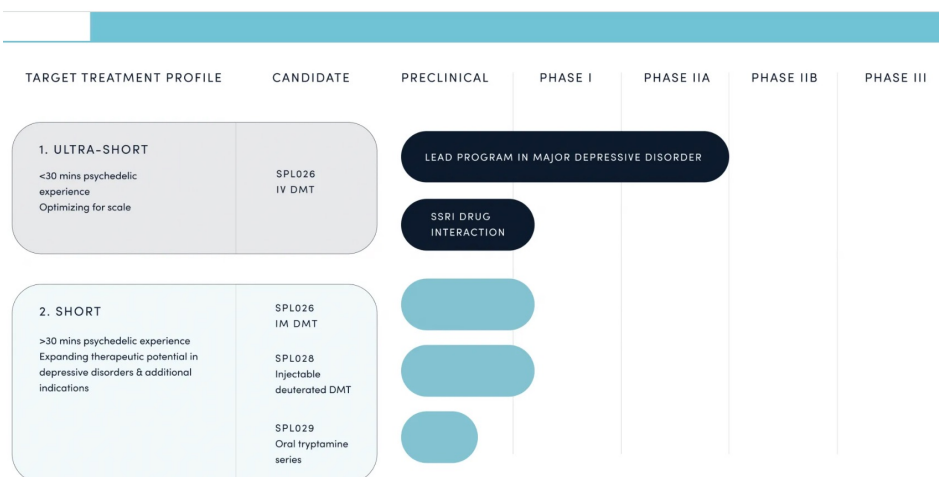 TARGET TREATMENT PROFILE CANDIDATE PRECLINICAL PHASE I PHASE IIA PHASE IIB PHASE III
1. ULTRA-SHORT
<30 mins psychedelic
experience
Optimizing for scale
SPL026
IV DMT
LEAD PROGRAM IN MAJOR DEPRESSIVE DISORDER
SSRI DRUG
INTERACTION
2. SHORT
>30 mins psychedelic experience
Expanding therapeutic potential in
depressive disorders & additional
indications
SPL026
IM DMT
SPL028
Injectable
deuterated DMT
SPL029
Oral tryptamine
series